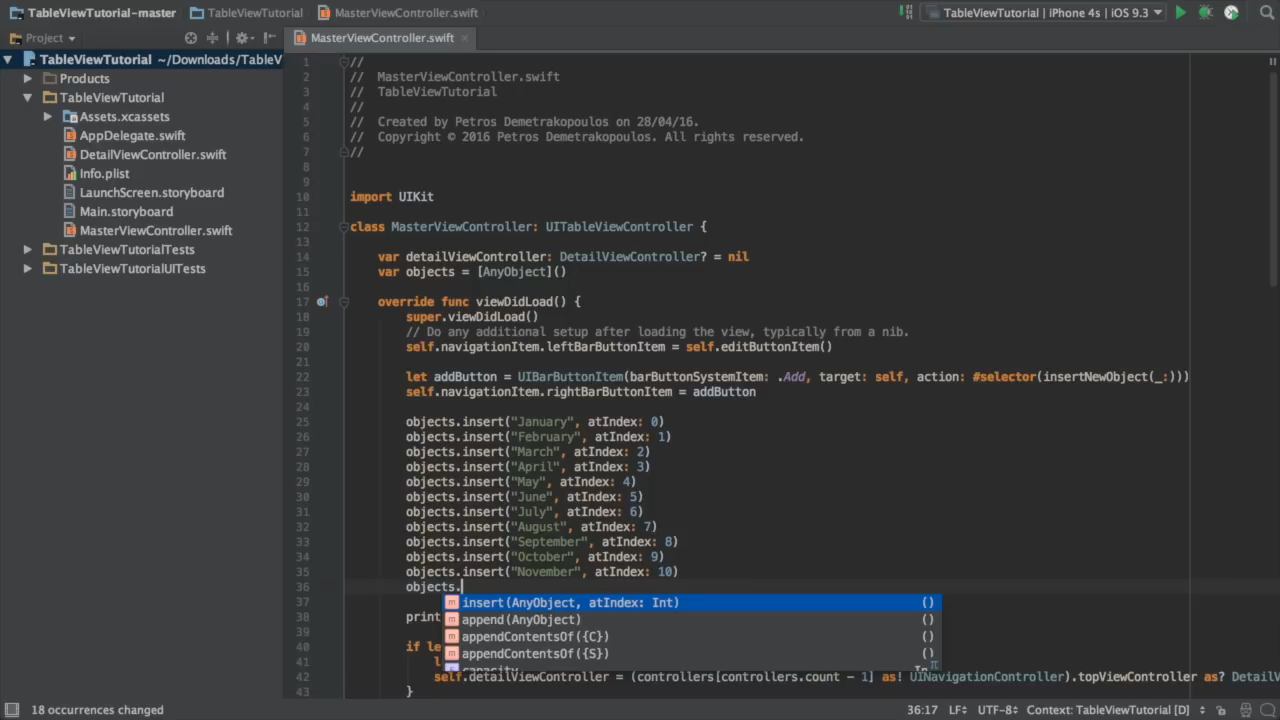 TableViewTutorial-master TableViewTutorial MasterViewController.swift TableViewTutorial | iPhone 4s | iOS 9.3
Project MasterViewController.swift
TableViewTutorial ~/Downloads/TableV
Products
TableViewTutorial
Assets.xcassets
AppDelegate.swift
DetailViewController.swift
Info.plist
LaunchScreen.storyboard
Main.storyboard
MasterViewController.swift
TableViewTutorialTests
TableViewTutorialUITests
1 //
2 // MasterViewController.swift
3 // TableViewTutorial
4 //
5 // Created by Petros Demetrakopoulos on 28/04/16.
6 // Copyright © 2016 Petros Demetrakopoulos. All rights reserved.
7 //
8
9
10 import UIKit
11
12 class MasterViewController: UITableViewController {
13
14 var detailViewController: DetailViewController? = nil
15 var objects = [AnyObject]()
16
17 override func viewDidLoad() {
18 super.viewDidLoad()
19 // Do any additional setup after loading the view, typically from a nib.
20 self.navigationItem.leftBarButtonItem = self.editButtonItem()
21
22 let addButton = UIBarButtonItem(barButtonSystemItem: .Add, target: self, action: #selector(insertNewObject(_:)))
23 self.navigationItem.rightBarButtonItem = addButton
24
25 objects.insert("January", atIndex: 0)
26 objects.insert("February", atIndex: 1)
27 objects.insert("March", atIndex: 2)
28 objects.insert("April", atIndex: 3)
29 objects.insert("May", atIndex: 4)
30 objects.insert("June", atIndex: 5)
31 objects.insert("July", atIndex: 6)
32 objects.insert("August", atIndex: 7)
33 objects.insert("September", atIndex: 8)
34 objects.insert("October", atIndex: 9)
35 objects.insert("November", atIndex: 10)
36 objects.
37 insert(AnyObject, atIndex: Int) ()
38 print append(AnyObject) ()
39 appendContentsOf({C}) ()
40 if le appendContentsOf({S}) ()
41 l capacity In π
42 self.detailViewController = (controllers[controllers.count - 1] as! UINavigationController).topViewController as? DetailV
43 }
18 occurrences changed 36:17 LF÷ UTF-8÷ Context: TableViewTutorial [D]